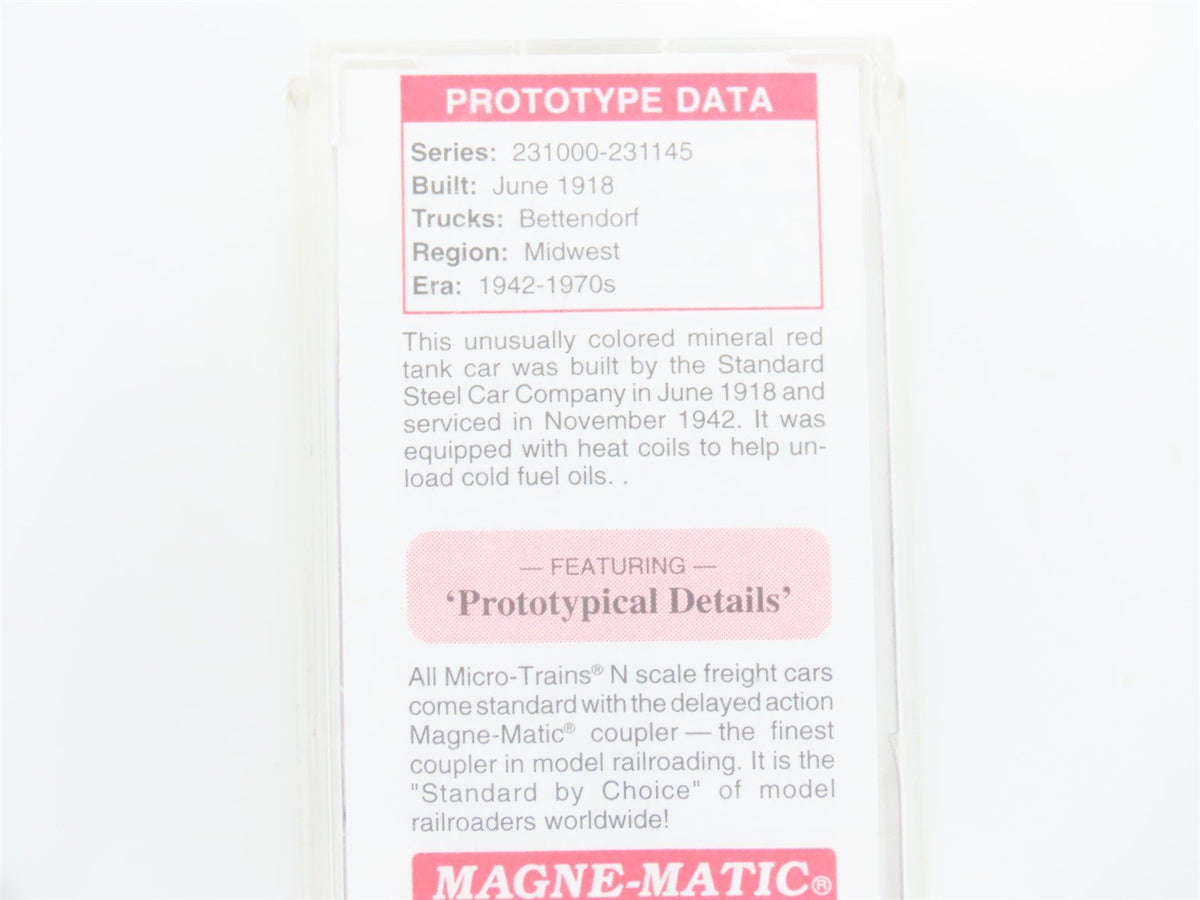 PROTOTYPE DATA
Series: 231000-231145
Built: June 1918
Trucks: Bettendorf
Region: Midwest
Era: 1942-1970s
This unusually colored mineral red
tank car was built by the Standard
Steel Car Company in June 1918 and
serviced in November 1942. It was
equipped with heat coils to help un-
load cold fuel oils. .
— FEATURING —
‘Prototypical Details’
All Micro-Trains® N scale freight cars
come standard with the delayed action
Magne-Matic® coupler — the finest
coupler in model railroading. It is the
"Standard by Choice" of model
railroaders worldwide!
MAGNE-MATIC®